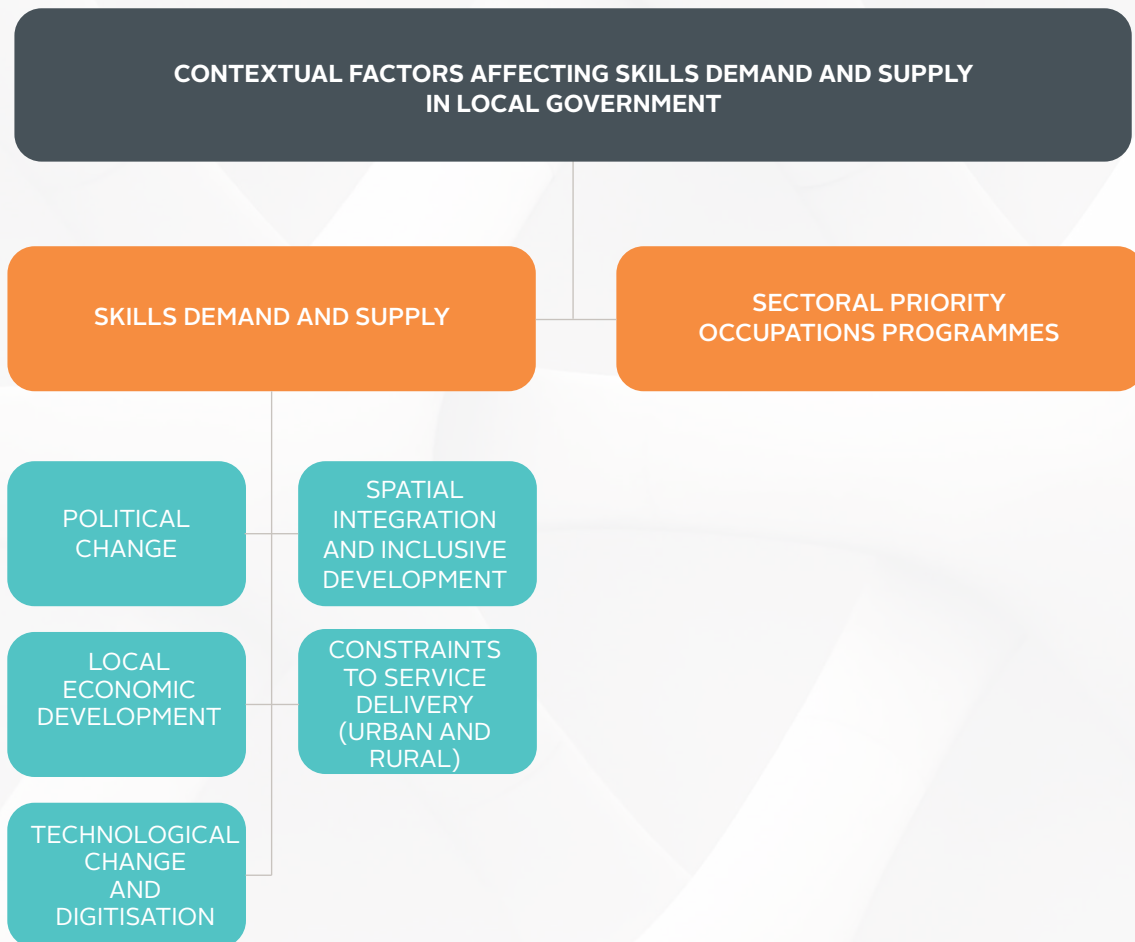 CONTEXTUAL FACTORS AFFECTING SKILLS DEMAND AND SUPPLY
IN LOCAL GOVERNMENT
SKILLS DEMAND AND SUPPLY
SECTORAL PRIORITY
OCCUPATIONS PROGRAMMES
POLITICAL
CHANGE
SPATIAL
INTEGRATION
AND INCLUSIVE
DEVELOPMENT
LOCAL
ECONOMIC
DEVELOPMENT
CONSTRAINTS
TO SERVICE
DELIVERY
(URBAN AND
RURAL)
TECHNOLOGICAL
CHANGE
AND
DIGITISATION